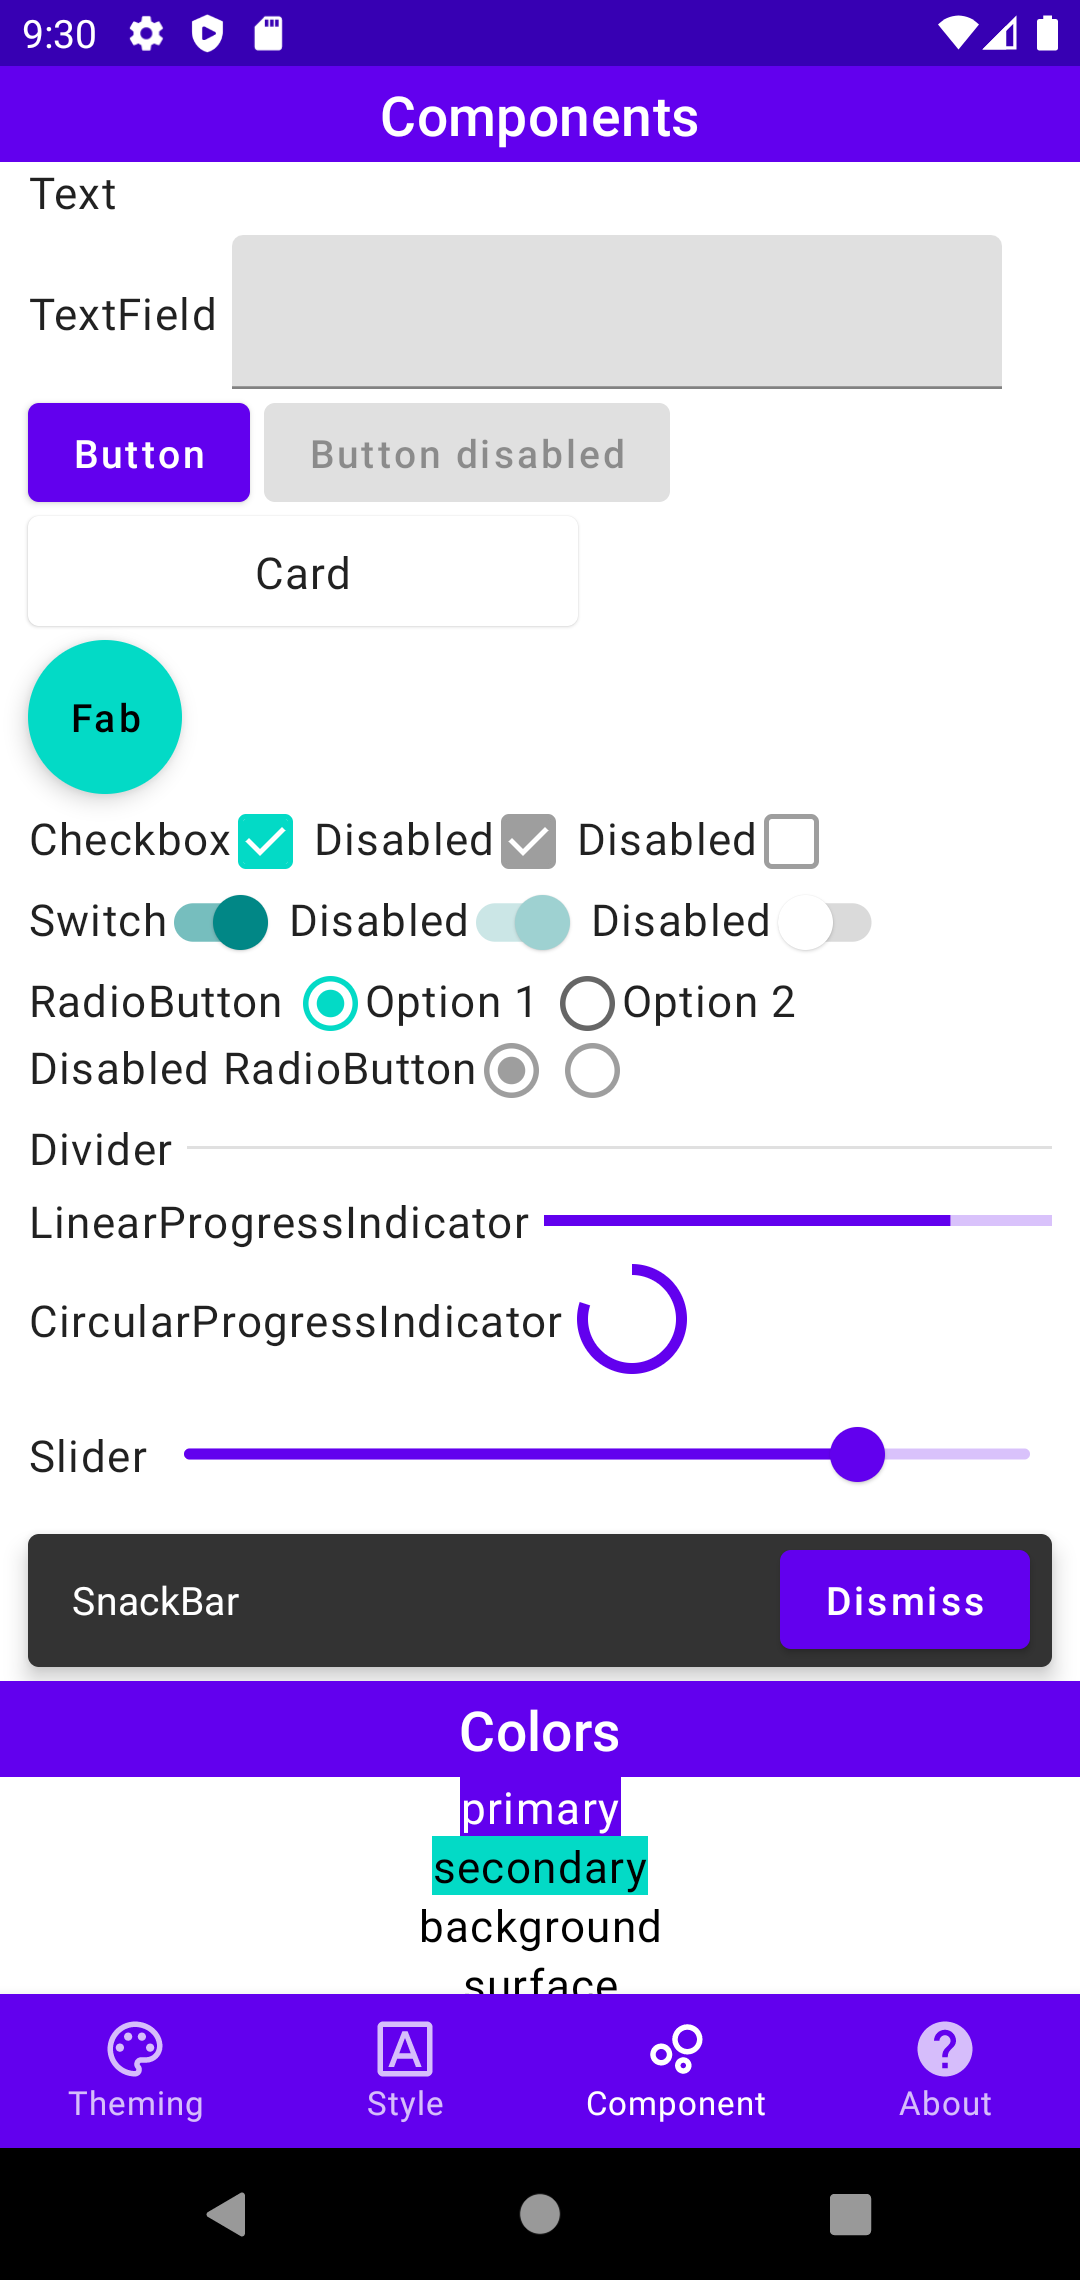 9:30
Components
Text
TextField
Button Button disabled
Card
Fab
Checkbox Disabled Disabled
Switch Disabled Disabled
RadioButton Option 1 Option 2
Disabled RadioButton
Divider
LinearProgressIndicator
CircularProgressIndicator
Slider
SnackBar Dismiss
Colors
primary
secondary
background
surface
Theming Style Component About